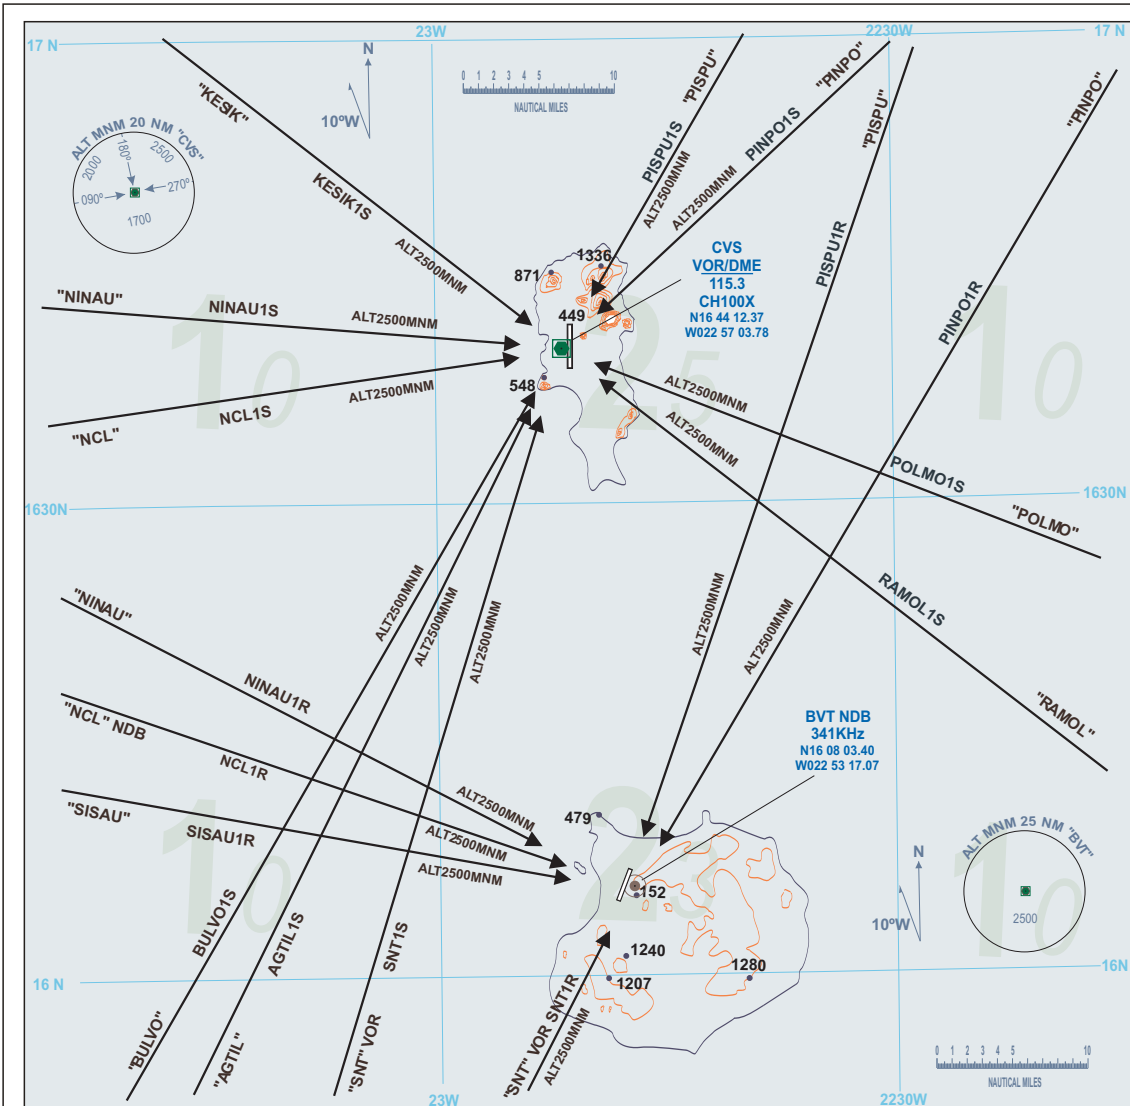 23W
2230W
17 N
17 N
N
10ºW
0 1 2 3 4 5 10
NAUTICAL MILES
ALT MNM 20 NM "CVS"
2000
180º
2500
090º
270º
1700
"KESIK"
KESIK1S
ALT2500MNM
"PISPU"
PISPU1S
ALT2500MNM
"PINPO"
PINPO1S
ALT2500MNM
"PISPU"
PISPU1R
ALT2500MNM
"PINPO"
PINPO1R
ALT2500MNM
CVS
VOR/DME
115.3
CH100X
N16 44 12.37
W022 57 03.78
871
1336
449
548
"NINAU"
NINAU1S
ALT2500MNM
"NCL"
NCL1S
ALT2500MNM
10
25
10
ALT2500MNM
POLMO1S
"POLMO"
ALT2500MNM
RAMOL1S
"RAMOL"
1630N
1630N
ALT2500MNM
ALT2500MNM
ALT2500MNM
"NINAU"
NINAU1R
ALT2500MNM
"NCL" NDB
NCL1R
ALT2500MNM
"SISAU"
SISAU1R
ALT2500MNM
BVT NDB
341KHz
N16 08 03.40
W022 53 17.07
479
152
1240
1207
1280
10
23
10
ALT MNM 25 NM "BVT"
2500
N
10ºW
BULVO1S
"BULVO"
AGTIL1S
"AGTIL"
SNT1S
"SNT" VOR
"SNT" VOR SNT1R
ALT2500MNM
16 N
16N
0 1 2 3 4 5 10
NAUTICAL MILES
23W
2230W